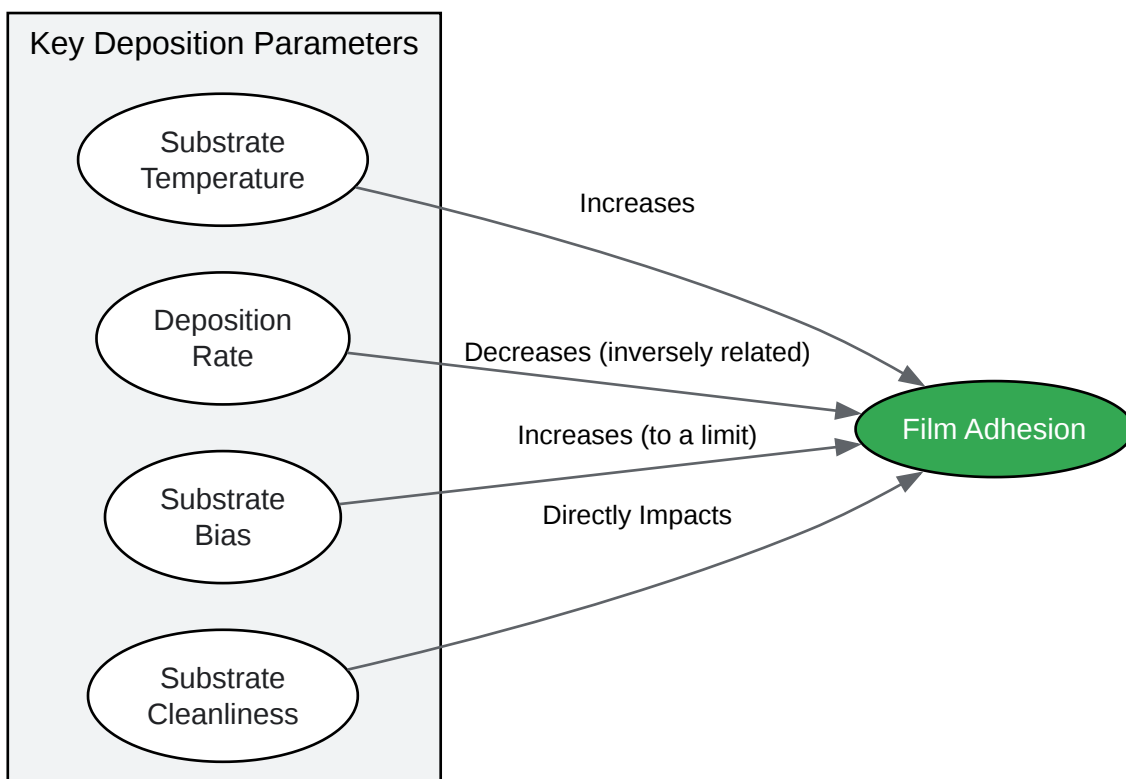 Key Deposition Parameters
Substrate
Temperature
Increases
Deposition
Rate
Decreases (inversely related)
Film Adhesion
Increases (to a limit)
Substrate
Bias
Directly Impacts
Substrate
Cleanliness